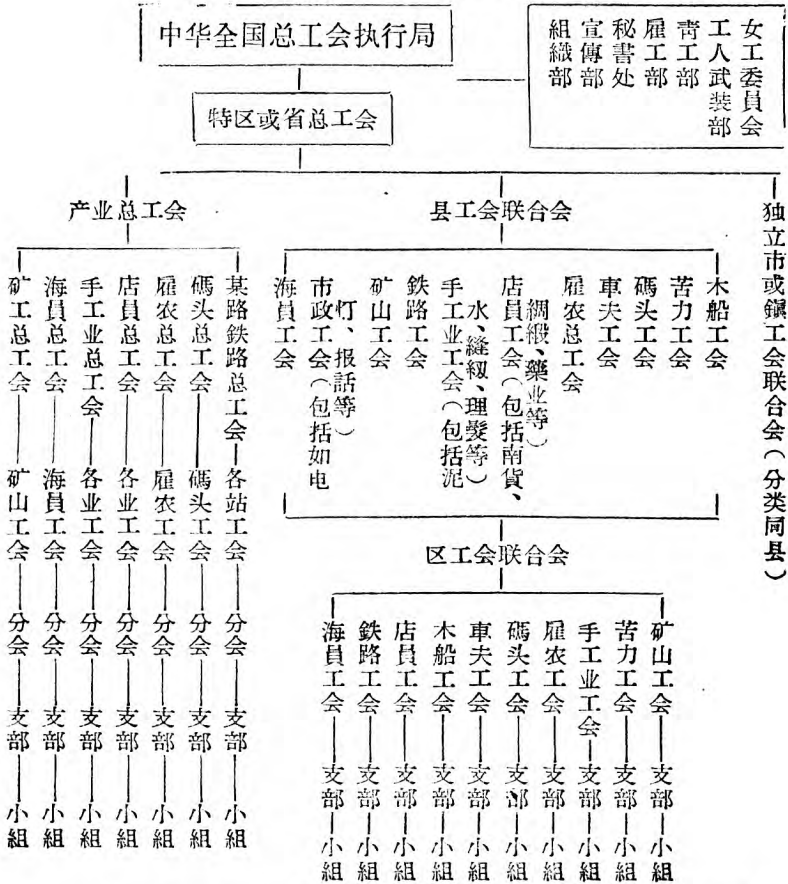 中华全国总工会执行局
女工委員会
工人武装部
靑工部
雇工部
秘書处
宣傳部
組織部
特区或省总工会
独立市或鎭工会联合会（分类同县）
县工会联合会
产业总工会
木船工会
苦力工会
碼头工会
車夫工会
雇农总工会
店員工会（包括南貨、
綢緞、藥业等）
手工业工会（包括泥
水、縫紉、理髮等）
鉄路工会
矿山工会
市政工会（包括如电
灯、报話等）
海員工会
某路鉄路总工会—各站工会—分会—支部—小組
碼头总工会—碼头工会—分会—支部—小組
雇农总工会—雇农工会—分会—支部—小組
店員总工会—各业工会—分会—支部—小組
手工业总工会—各业工会—分会—支部—小組
海員总工会—海員工会—分会—支部—小組
矿工总工会—矿山工会—分会—支部—小組
区工会联合会
矿山工会—支部—小組
苦力工会—支部—小組
手工业工会—支部—小組
雇农工会—支部—小組
碼头工会—支部—小組
車夫工会—支部—小組
木船工会—支部—小組
店員工会—支部—小組
鉄路工会—支部—小組
海員工会—支部—小組